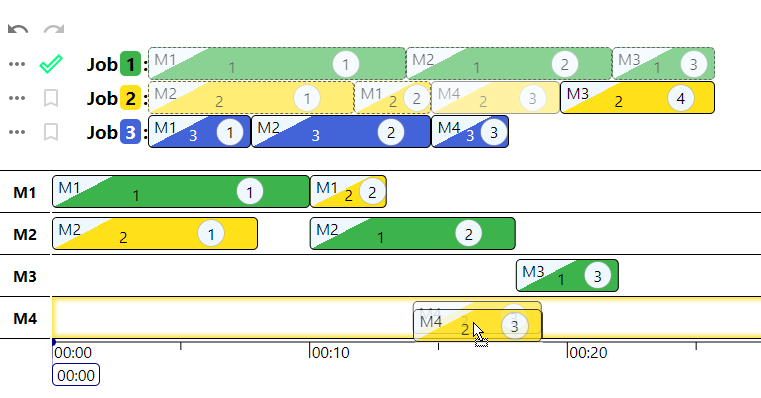 Job 1 : M1 1 1 M2 1 2 M3 1 3
Job 2 : M2 2 1 M1 2 2 M4 2 3 M3 2 4
Job 3 : M1 3 1 M2 3 2 M4 3 3
M1 M1 1 1 M1 2 2
M2 M2 2 1 M2 1 2
M3 M3 1 3
M4 M4 2 3
00:00 00:10 00:20
00:00